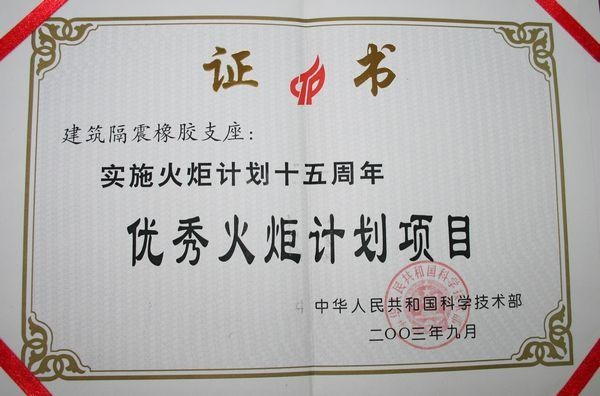 证书
建筑隔震橡胶支座：
实施火炬计划十五周年
优秀火炬计划项目
中华人民共和国科学技术部
二〇〇三年九月